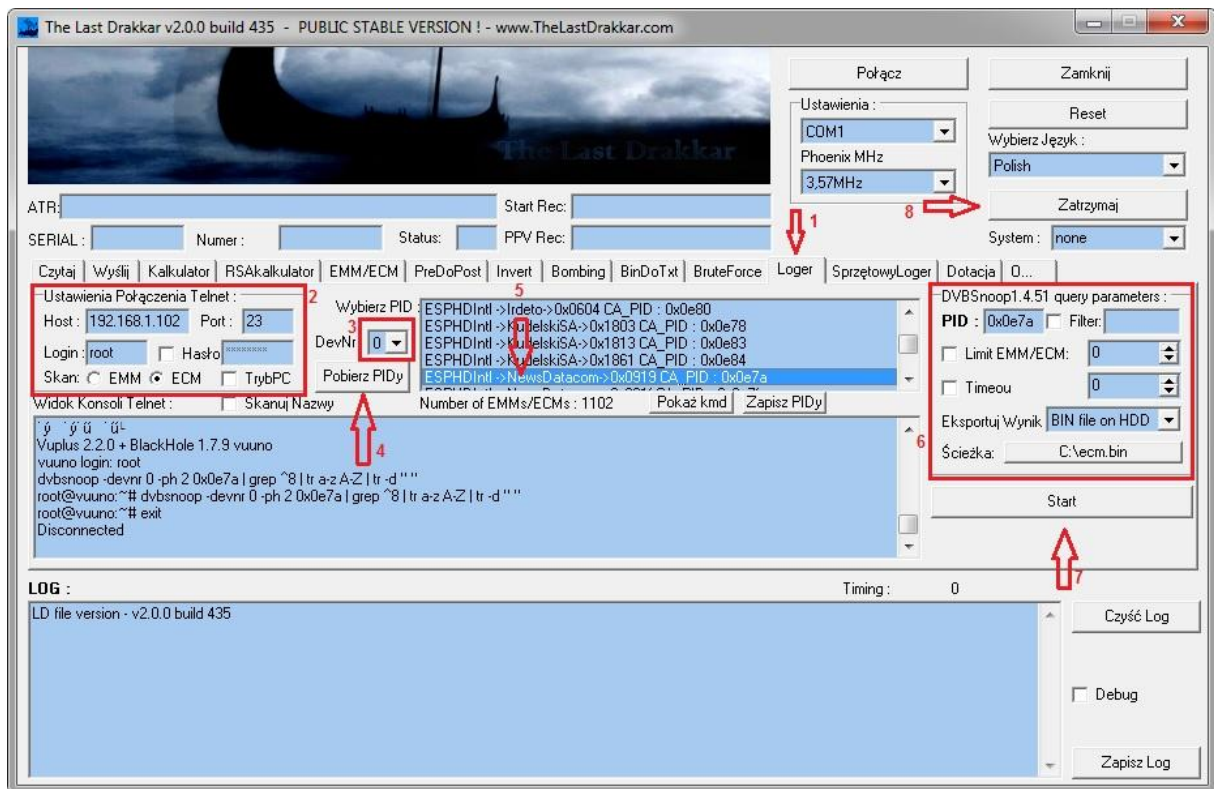 The Last Drakkar v2.0.0 build 435 - PUBLIC STABLE VERSION ! - www.TheLastDrakkar.com
The Last Drakkar
Połącz
Zamknij
Ustawienia :
COM1
Phoenix MHz
3,57MHz
Reset
Wybierz Język :
Polish
ATR:
Start Rec:
8
Zatrzymaj
1
SERIAL :
Numer :
Status:
PPV Rec:
System : none
Czytaj Wyślij Kalkulator RSAkalkulator EMM/ECM PreDoPost Invert Bombing BinDoTxt BruteForce Loger SprzętowyLoger Dotacja O...
Ustawienia Połączenia Telnet :
2
Host : 192.168.1.102 Port : 23
Login : root Hasło ********
Skan: EMM ECM TrybPC
Wybierz PID :
3
DevNr 0
Pobierz PIDy
4
5
ESPHDIntl ->Irdeto->0x0604 CA_PID : 0x0e80
ESPHDIntl ->KudelskiSA->0x1803 CA_PID : 0x0e78
ESPHDIntl ->KudelskiSA->0x1813 CA_PID : 0x0e83
ESPHDIntl ->KudelskiSA->0x1861 CA_PID : 0x0e84
ESPHDIntl ->NewsDatacom->0x0919 CA_PID : 0x0e7a
DVBSnoop1.4.51 query parameters :
PID : 0x0e7a Filter:
Limit EMM/ECM: 0
Timeou 0
Eksportuj Wynik BIN file on HDD
6
Ścieżka: C:\ecm.bin
Widok Konsoli Telnet : Skanuj Nazwy
Number of EMMs/ECMs : 1102 Pokaż kmd Zapisz PIDy
Vuplus 2.2.0 + BlackHole 1.7.9 vuuno
vuuno login: root
dvbsnoop -devnr 0 -ph 2 0x0e7a | grep ^8 | tr a-z A-Z | tr -d " "
root@vuuno:~# dvbsnoop -devnr 0 -ph 2 0x0e7a | grep ^8 | tr a-z A-Z | tr -d " "
root@vuuno:~# exit
Disconnected
Start
7
LOG :
Timing : 0
LD file version - v2.0.0 build 435
Czyść Log
Debug
Zapisz Log